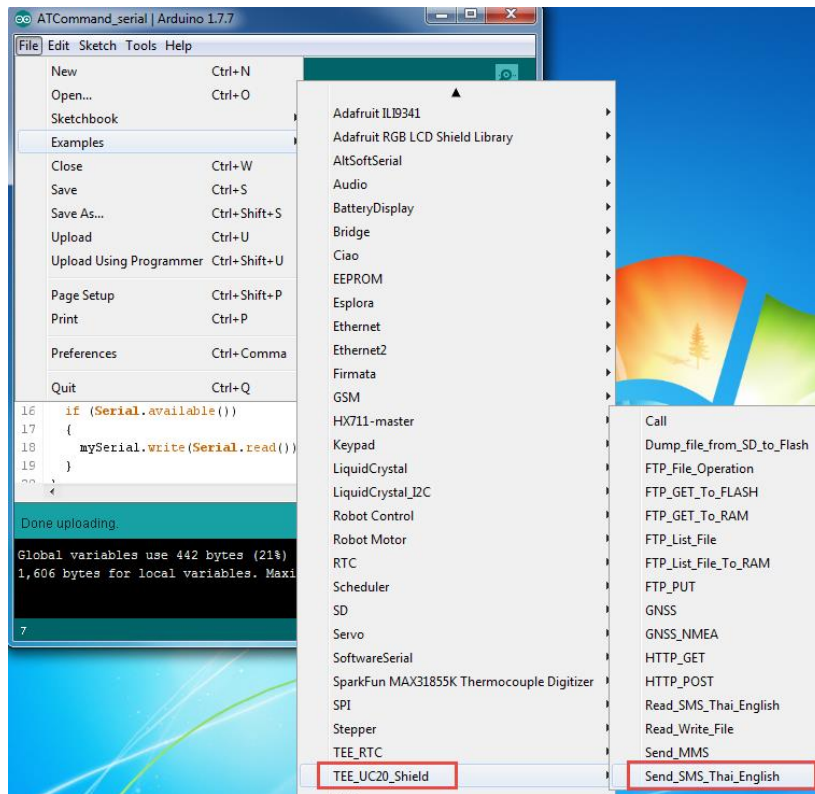 ATCommand_serial | Arduino 1.7.7
File Edit Sketch Tools Help
New Ctrl+N
Open... Ctrl+O
Sketchbook
Examples
Close Ctrl+W
Save Ctrl+S
Save As... Ctrl+Shift+S
Upload Ctrl+U
Upload Using Programmer Ctrl+Shift+U
Page Setup Ctrl+Shift+P
Print Ctrl+P
Preferences Ctrl+Comma
Quit Ctrl+Q
16 if (Serial.available())
17 {
18 mySerial.write(Serial.read())
19 }
Done uploading.
Global variables use 442 bytes (21%)
1,606 bytes for local variables. Maxi
7
Adafruit ILI9341
Adafruit RGB LCD Shield Library
AltSoftSerial
Audio
BatteryDisplay
Bridge
Ciao
EEPROM
Esplora
Ethernet
Ethernet2
Firmata
GSM
HX711-master
Keypad
LiquidCrystal
LiquidCrystal_I2C
Robot Control
Robot Motor
RTC
Scheduler
SD
Servo
SoftwareSerial
SparkFun MAX31855K Thermocouple Digitizer
SPI
Stepper
TEE_RTC
TEE_UC20_Shield
Call
Dump_file_from_SD_to_Flash
FTP_File_Operation
FTP_GET_To_FLASH
FTP_GET_To_RAM
FTP_List_File
FTP_List_File_To_RAM
FTP_PUT
GNSS
GNSS_NMEA
HTTP_GET
HTTP_POST
Read_SMS_Thai_English
Read_Write_File
Send_MMS
Send_SMS_Thai_English